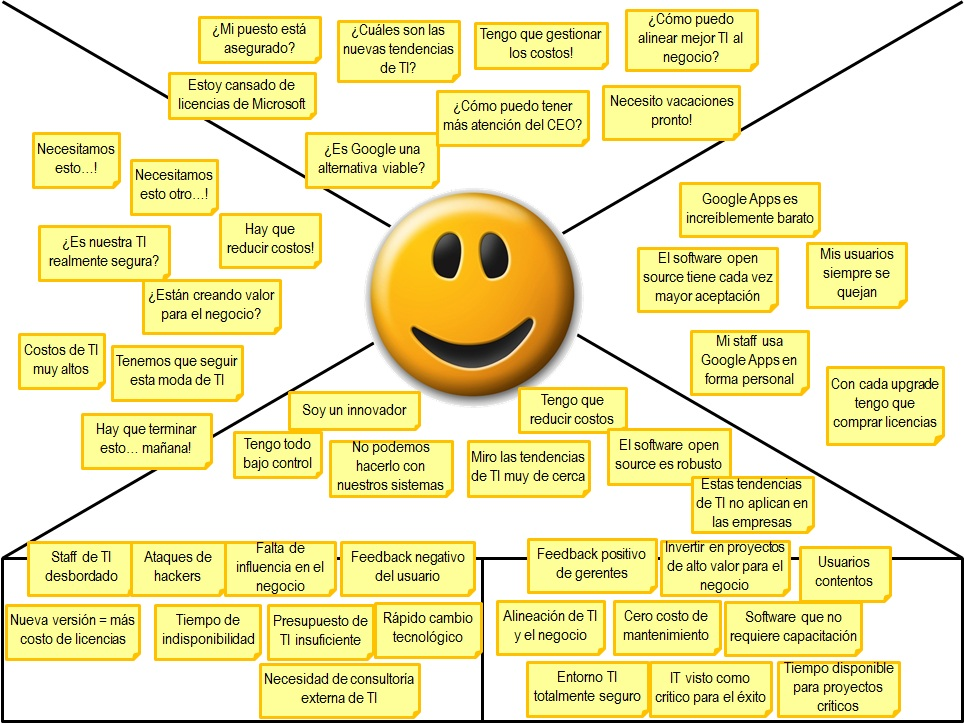 ¿Mi puesto está
asegurado?
¿Cuáles son las
nuevas tendencias
de TI?
Tengo que gestionar
los costos!
¿Cómo puedo
alinear mejor TI al
negocio?
Estoy cansado de
licencias de Microsoft
¿Cómo puedo tener
más atención del CEO?
Necesito vacaciones
pronto!
¿Es Google una
alternativa viable?
Necesitamos
esto…!
Necesitamos
esto otro…!
Hay que
reducir costos!
¿Es nuestra TI
realmente segura?
¿Están creando valor
para el negocio?
Costos de TI
muy altos
Tenemos que seguir
esta moda de TI
Hay que terminar
esto… mañana!
Google Apps es
increiblemente barato
El software open
source tiene cada vez
mayor aceptación
Mis usuarios
siempre se
quejan
Mi staff usa
Google Apps en
forma personal
Con cada upgrade
tengo que
comprar licencias
Soy un innovador
Tengo que
reducir costos
Tengo todo
bajo control
No podemos
hacerlo con
nuestros sistemas
Miro las tendencias
de TI muy de cerca
El software open
source es robusto
Estas tendencias
de TI no aplican en
las empresas
Staff de TI
desbordado
Ataques de
hackers
Falta de
influencia en el
negocio
Feedback negativo
del usuario
Nueva versión = más
costo de licencias
Tiempo de
indisponibilidad
Presupuesto de
TI insuficiente
Rápido cambio
tecnológico
Necesidad de consultoría
externa de TI
Feedback positivo
de gerentes
Invertir en proyectos
de alto valor para el
negocio
Usuarios
contentos
Alineación de TI
y el negocio
Cero costo de
mantenimiento
Software que no
requiere capacitación
Entorno TI
totalmente seguro
IT visto como
crítico para el éxito
Tiempo disponible
para proyectos
críticos